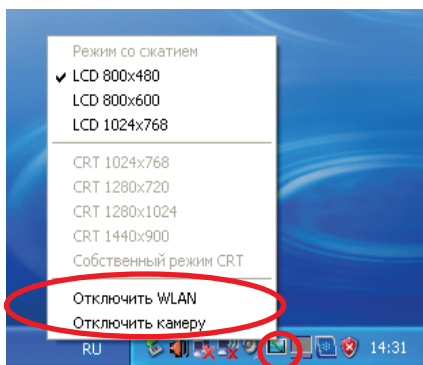 Режим со сжатием
LCD 800x480
LCD 800x600
LCD 1024x768
CRT 1024x768
CRT 1280x720
CRT 1280x1024
CRT 1440x900
Собственный режим CRT
Отключить WLAN
Отключить камеру
RU 14:31